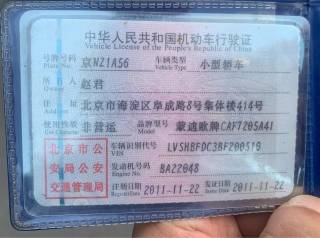 中华人民共和国机动车行驶证
Vehicle License of the People's Republic of China
号牌号码 京NZ1A56 车辆类型 小型轿车
Plate No. Vehicle Type
所有人 赵君
Owner
住址 北京市海淀区阜成路8号集体楼414号
Address
使用性质 非营运 品牌型号 蒙迪欧牌CAF7205A41
Use Character Model
北京市公
安局公安
交通管理局
车辆识别代号 LVSHBFDC3BF200519
VIN
发动机号码 BA22048
Engine No.
注册日期 2011-11-22 发证日期 2011-11-22
Register Date Issue Date